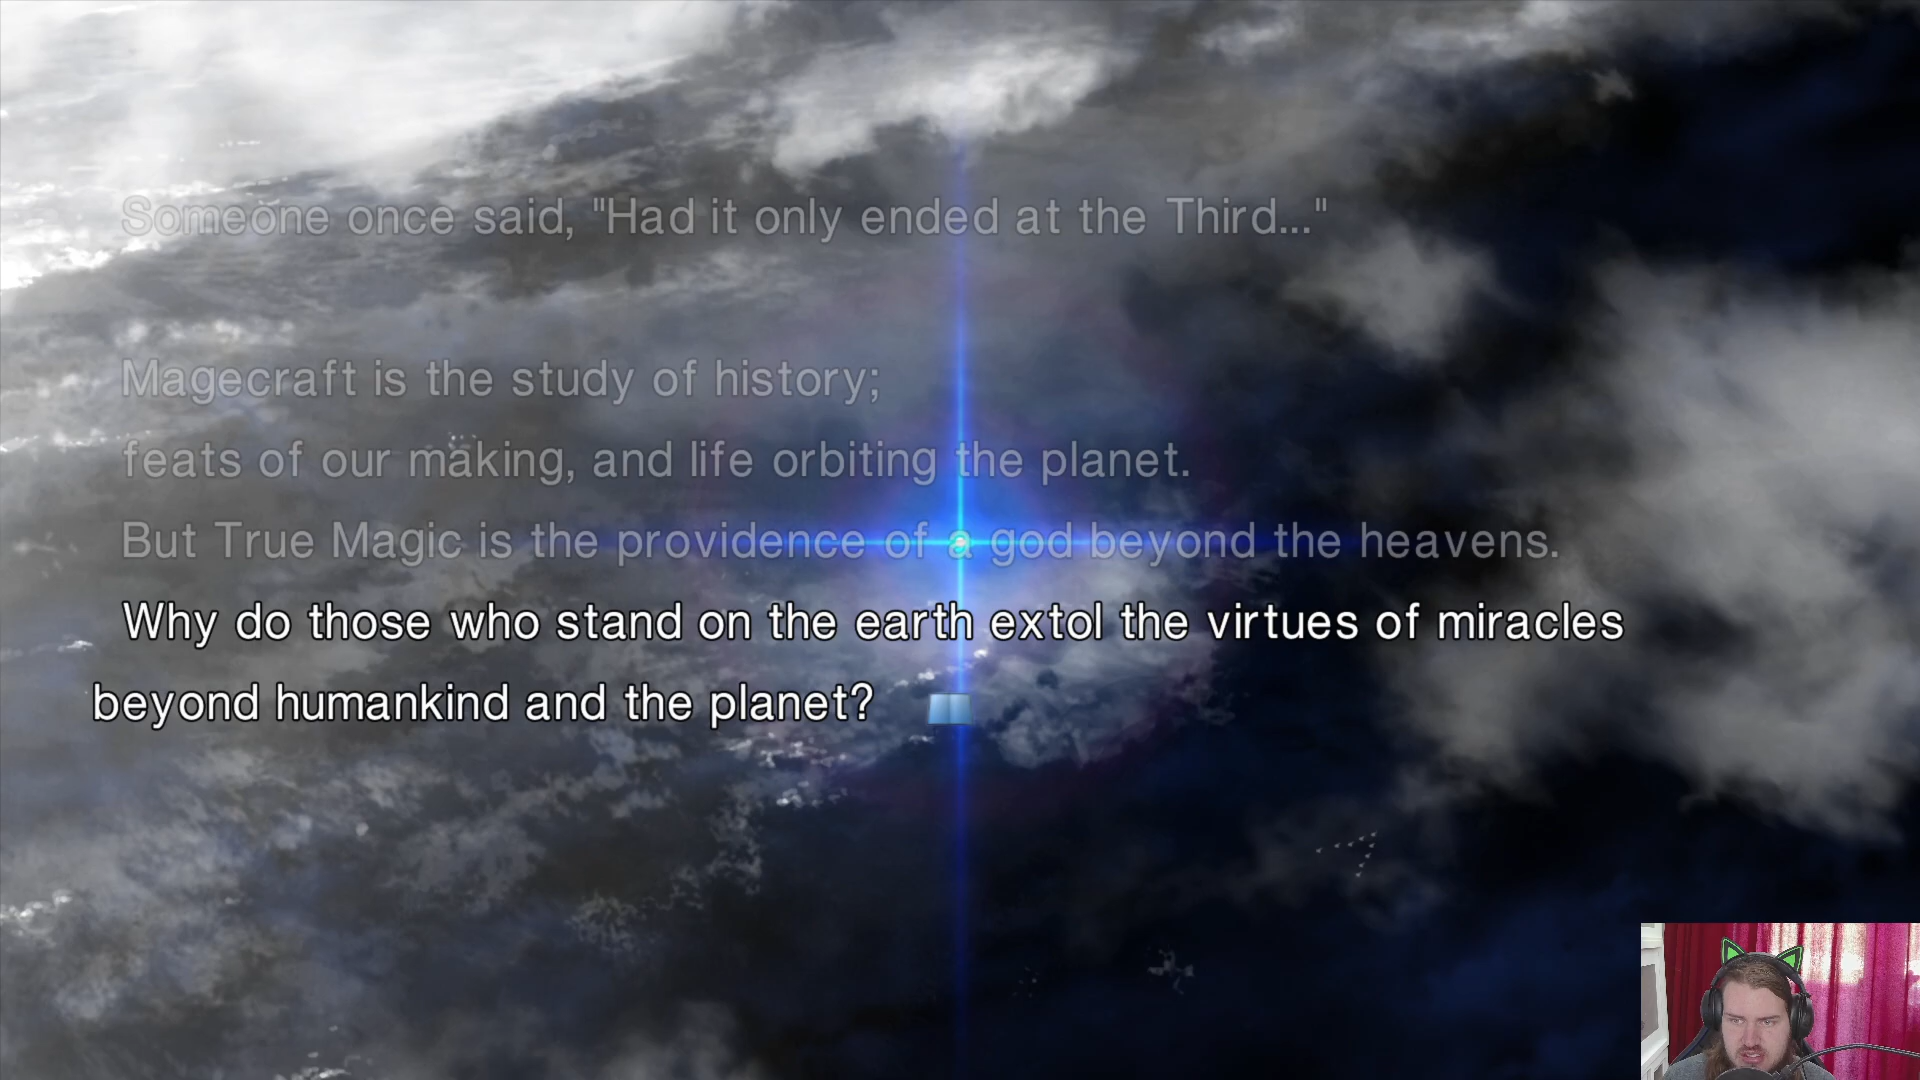 Someone once said, "Had it only ended at the Third..."
Magecraft is the study of history;
feats of our making, and life orbiting the planet.
But True Magic is the providence of a god beyond the heavens.
Why do those who stand on the earth extol the virtues of miracles
beyond humankind and the planet?